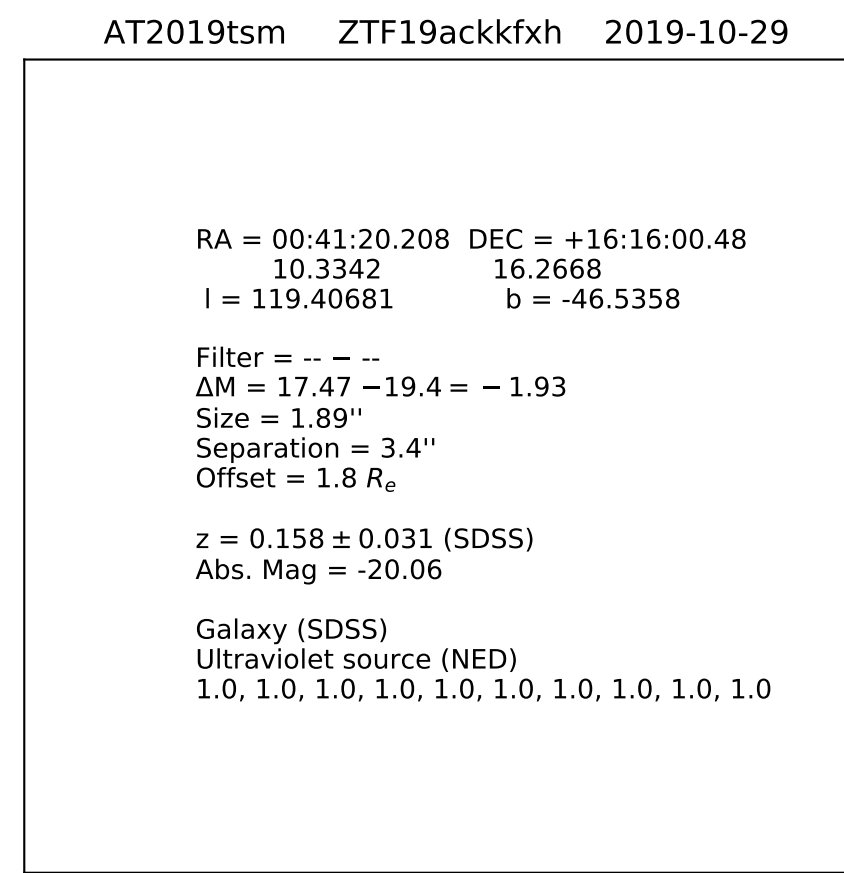 AT2019tsm ZTF19ackkfxh 2019-10-29
RA = 00:41:20.208 DEC = +16:16:00.48
10.3342 16.2668
l = 119.40681 b = -46.5358
Filter = -- − --
ΔM = 17.47 −19.4 = − 1.93
Size = 1.89''
Separation = 3.4''
Offset = 1.8 Rₑ
z = 0.158 ± 0.031 (SDSS)
Abs. Mag = -20.06
Galaxy (SDSS)
Ultraviolet source (NED)
1.0, 1.0, 1.0, 1.0, 1.0, 1.0, 1.0, 1.0, 1.0, 1.0